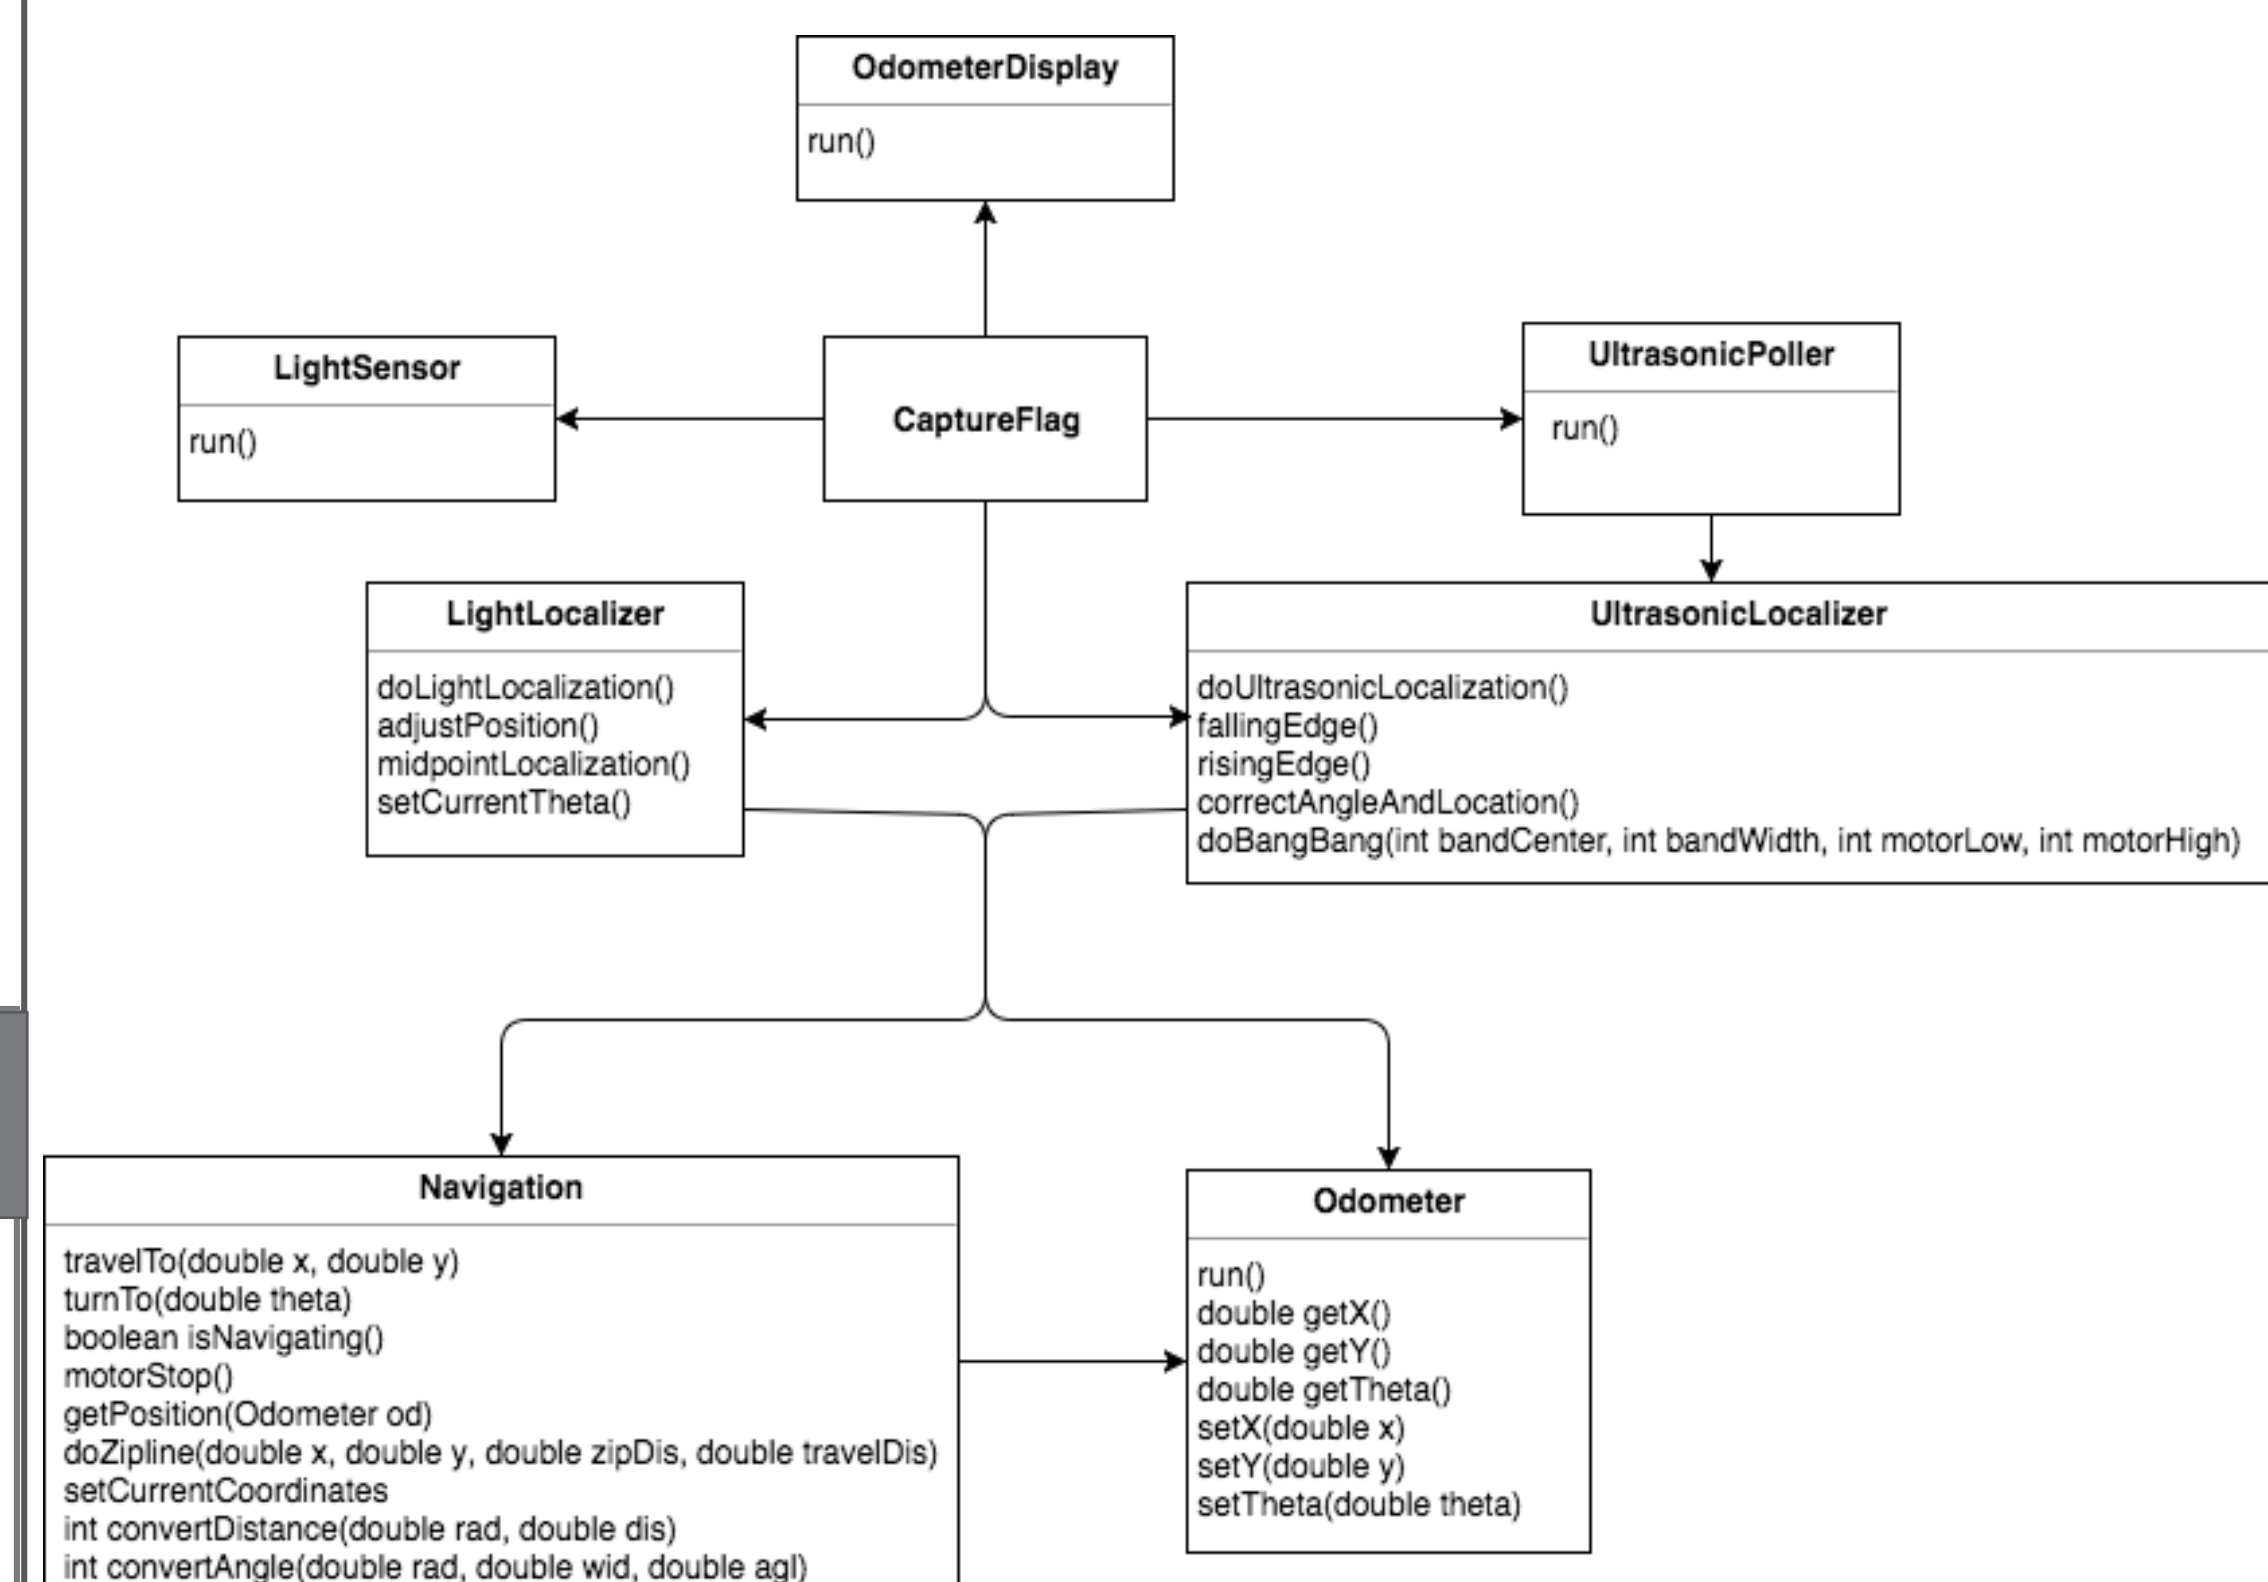 OdometerDisplay
run()
LightSensor
run()
CaptureFlag
UltrasonicPoller
run()
LightLocalizer
doLightLocalization()
adjustPosition()
midpointLocalization()
setCurrentTheta()
UltrasonicLocalizer
doUltrasonicLocalization()
fallingEdge()
risingEdge()
correctAngleAndLocation()
doBangBang(int bandCenter, int bandWidth, int motorLow, int motorHigh)
Navigation
travelTo(double x, double y)
turnTo(double theta)
boolean isNavigating()
motorStop()
getPosition(Odometer od)
doZipline(double x, double y, double zipDis, double travelDis)
setCurrentCoordinates
int convertDistance(double rad, double dis)
int convertAngle(double rad, double wid, double agl)
Odometer
run()
double getX()
double getY()
double getTheta()
setX(double x)
setY(double y)
setTheta(double theta)